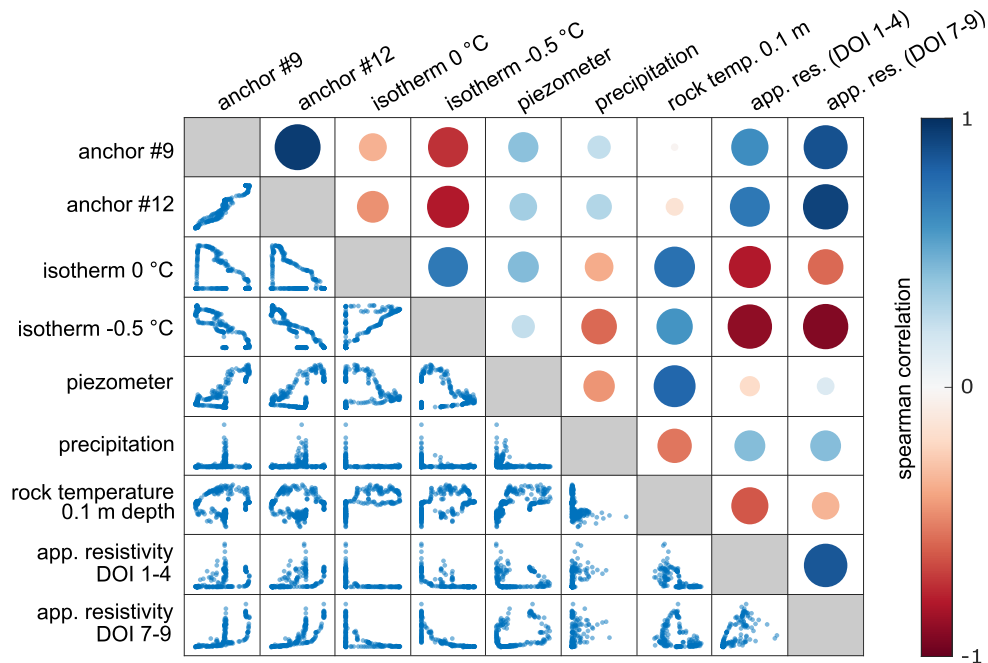 anchor #9
anchor #12
isotherm 0 °C
isotherm -0.5 °C
piezometer
precipitation
rock temp. 0.1 m
app. res. (DOI 1-4)
app. res. (DOI 7-9)
anchor #9
anchor #12
isotherm 0 °C
isotherm -0.5 °C
piezometer
precipitation
rock temperature
0.1 m depth
app. resistivity
DOI 1-4
app. resistivity
DOI 7-9
1
0
-1
spearman correlation